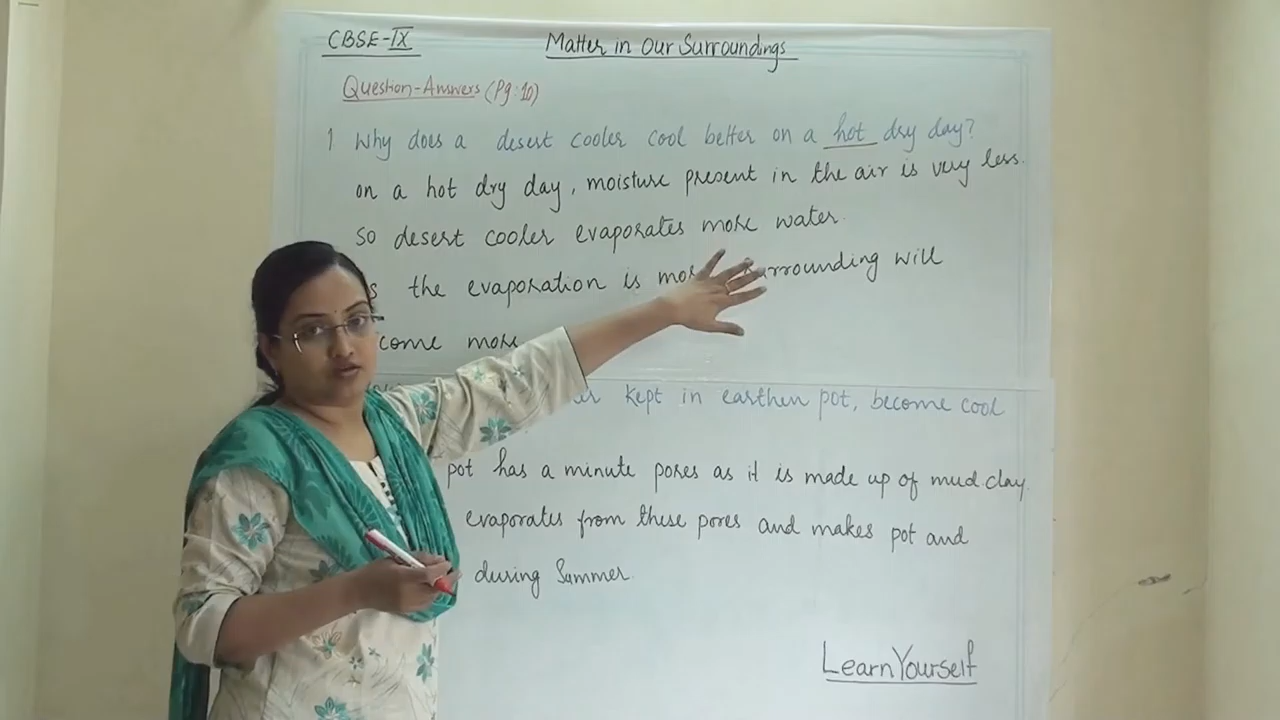 CBSE-IX
Matter in Our Surroundings
Question-Answers (Pg:10)
1 Why does a desert cooler cool better on a hot dry day?
on a hot dry day, moisture present in the air is very less.
So desert cooler evaporates more water.
the evaporation is surrounding will
more
kept in earthen pot, become cool
pot has a minute pores as it is made up of mud.clay.
evaporates from these pores and makes pot and
during Summer.
LearnYourself